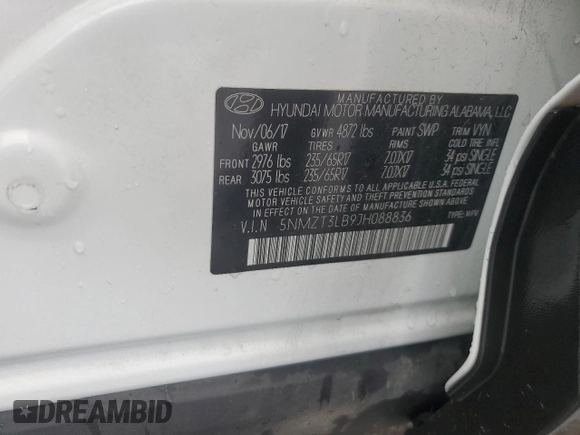 MANUFACTURED BY
HYUNDAI MOTOR MANUFACTURING ALABAMA, LLC
Nov/06/17 GVWR 4872 lbs PAINT SWP TRIM VYN
GAWR TIRES RIMS COLD TIRE INFL
FRONT 2976 lbs 235/65R17 7.0JX17 34 psi SINGLE
REAR 3075 lbs 235/65R17 7.0JX17 34 psi SINGLE
THIS VEHICLE CONFORMS TO ALL APPLICABLE U.S.A. FEDERAL
MOTOR VEHICLE SAFETY AND THEFT PREVENTION STANDARDS
IN EFFECT ON THE DATE OF MANUFACTURE SHOWN ABOVE.
V.I.N 5NMZT3LB9JH088836 TYPE: MPV
DREAMBID